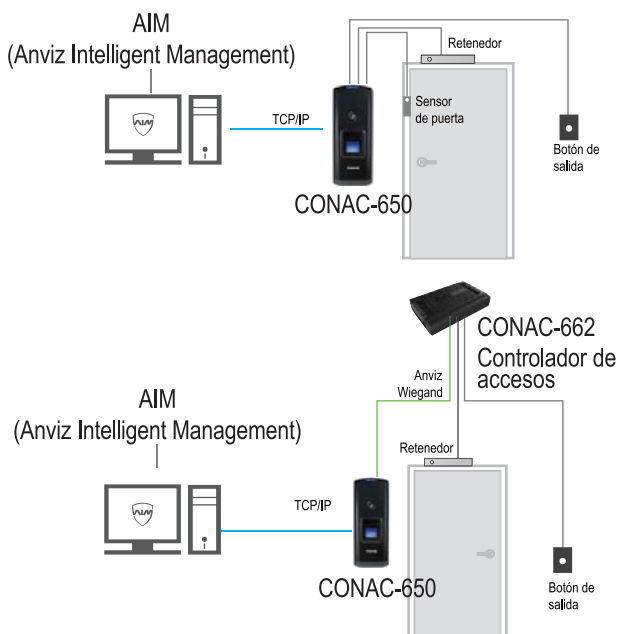 AIM
(Anviz Intelligent Management)
Retenedor
Sensor
de puerta
TCP/IP
Botón de
salida
CONAC-650
CONAC-662
Controlador de
accesos
Anviz
Wiegand
AIM
(Anviz Intelligent Management)
Retenedor
TCP/IP
CONAC-650
Botón de
salida